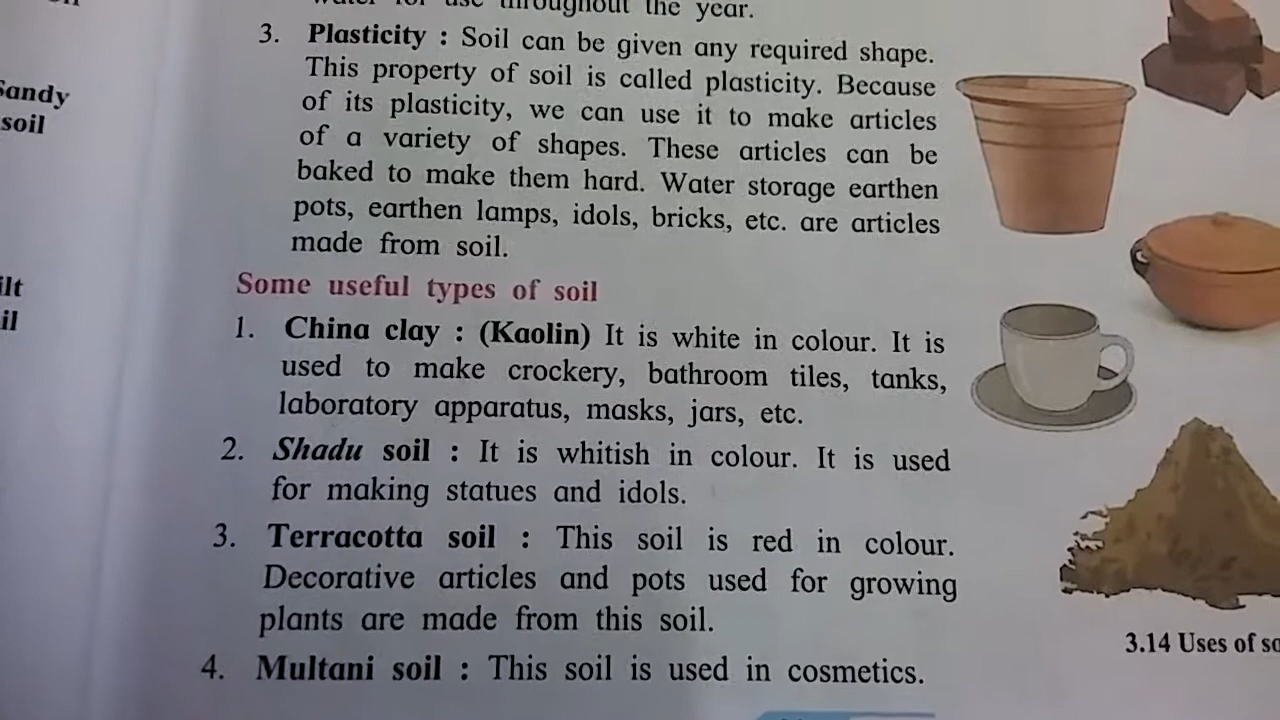 water for use throughout the year.
3. Plasticity : Soil can be given any required shape.
This property of soil is called plasticity. Because
of its plasticity, we can use it to make articles
of a variety of shapes. These articles can be
baked to make them hard. Water storage earthen
pots, earthen lamps, idols, bricks, etc. are articles
made from soil.
Some useful types of soil
1. China clay : (Kaolin) It is white in colour. It is
used to make crockery, bathroom tiles, tanks,
laboratory apparatus, masks, jars, etc.
2. Shadu soil : It is whitish in colour. It is used
for making statues and idols.
3. Terracotta soil : This soil is red in colour.
Decorative articles and pots used for growing
plants are made from this soil.
4. Multani soil : This soil is used in cosmetics.
Sandy
soil
3.14 Uses of